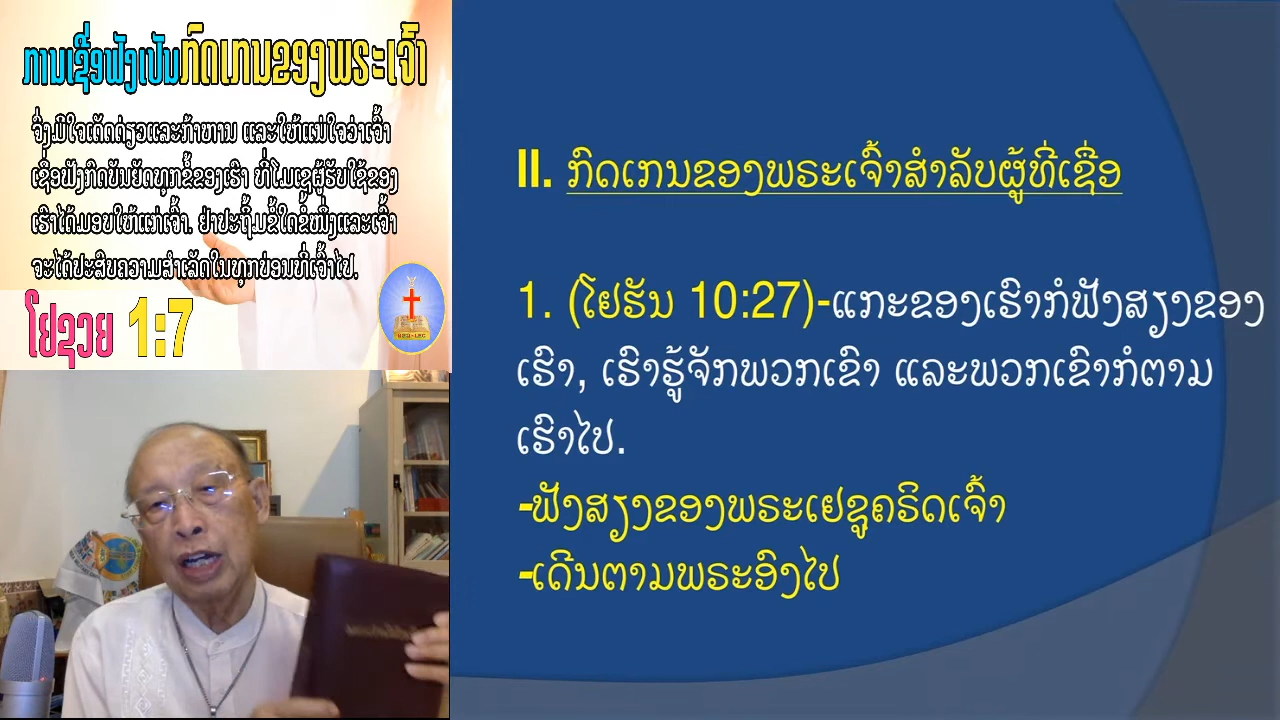 ການເຊື່ອຟັງເປັນກົດເກນຂອງພຣະເຈົ້າ
ຈົ່ງມີໃຈເດັດດ່ຽວແລະກ້າຫານ ແລະໃຫ້ແນ່ໃຈວ່າເຈົ້າ
ເຊື່ອຟັງກົດບັນຍັດທຸກຂໍ້ຂອງເຮົາ ທີ່ໂມເຊຜູ້ຮັບໃຊ້ຂອງ
ເຮົາໄດ້ມອບໃຫ້ແກ່ເຈົ້າ. ຢ່າປະຖິ້ມຂໍ້ໃດຂໍ້ໜຶ່ງແລະເຈົ້າ
ຈະໄດ້ປະສົບຄວາມສຳເລັດໃນທຸກບ່ອນທີ່ເຈົ້າໄປ.
ໂຢຊວຍ 1:7
II. ກົດເກນຂອງພຣະເຈົ້າສຳລັບຜູ້ທີ່ເຊື່ອ
1. (ໂຢຮັນ 10:27)-ແກະຂອງເຮົາກໍຟັງສຽງຂອງ
ເຮົາ, ເຮົາຮູ້ຈັກພວກເຂົາ ແລະພວກເຂົາກໍຕາມ
ເຮົາໄປ.
-ຟັງສຽງຂອງພຣະເຢຊູຄຣິດເຈົ້າ
-ເດີນຕາມພຣະອົງໄປ